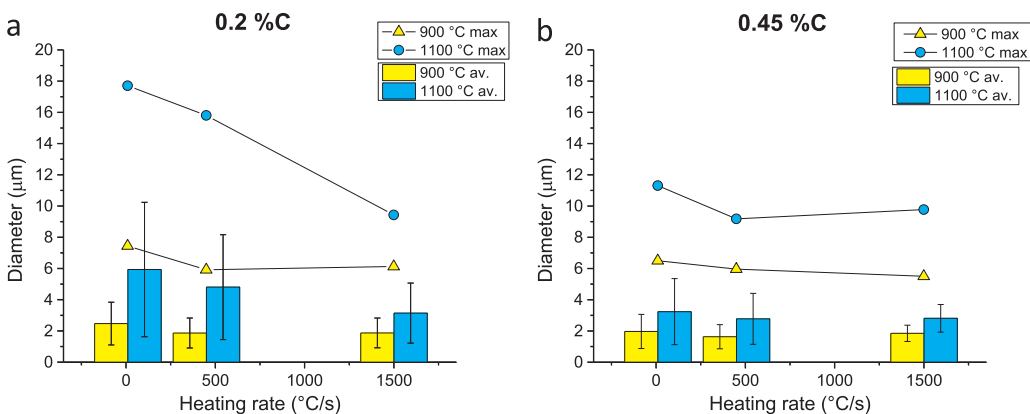 a
0.2 %C
900 °C max
1100 °C max
900 °C av.
1100 °C av.
Diameter (μm)
20
18
16
14
12
10
8
6
4
2
0
0
500
1000
1500
Heating rate (°C/s)
b
0.45 %C
900 °C max
1100 °C max
900 °C av.
1100 °C av.
Diameter (μm)
20
18
16
14
12
10
8
6
4
2
0
0
500
1000
1500
Heating rate (°C/s)